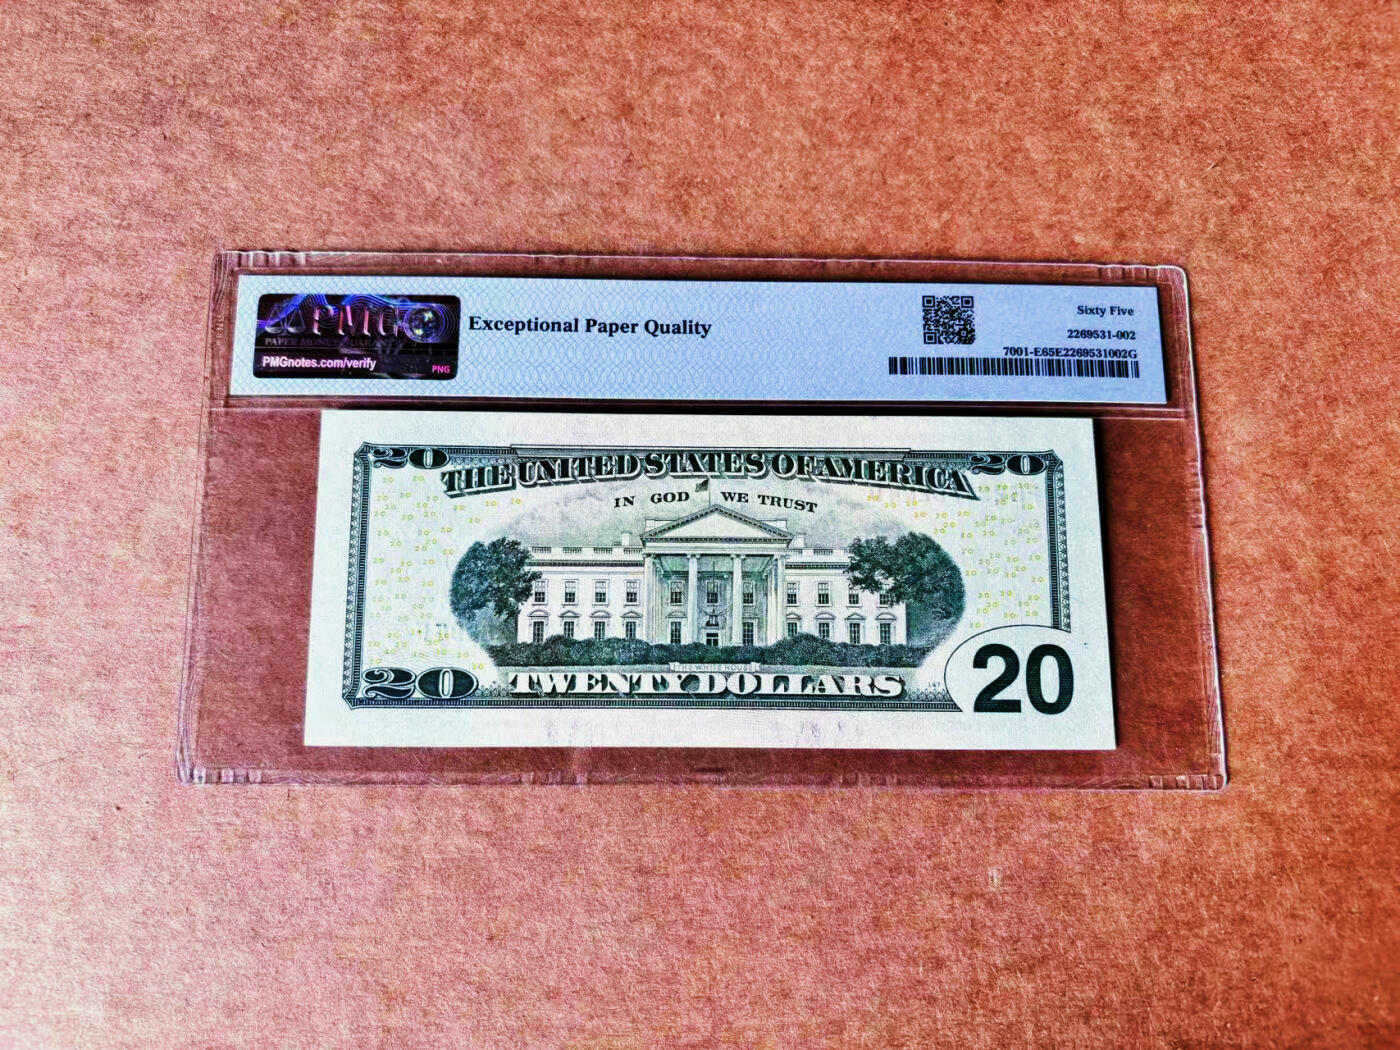 PMG
PAPER MONEY GUARANTY
PMGnotes.com/verify
PNG
Exceptional Paper Quality
Sixty Five
2269531-002
7001-E65E2269531002G
20
THE UNITED STATES OF AMERICA
20
IN GOD WE TRUST
THE WHITE HOUSE
20
TWENTY DOLLARS
20